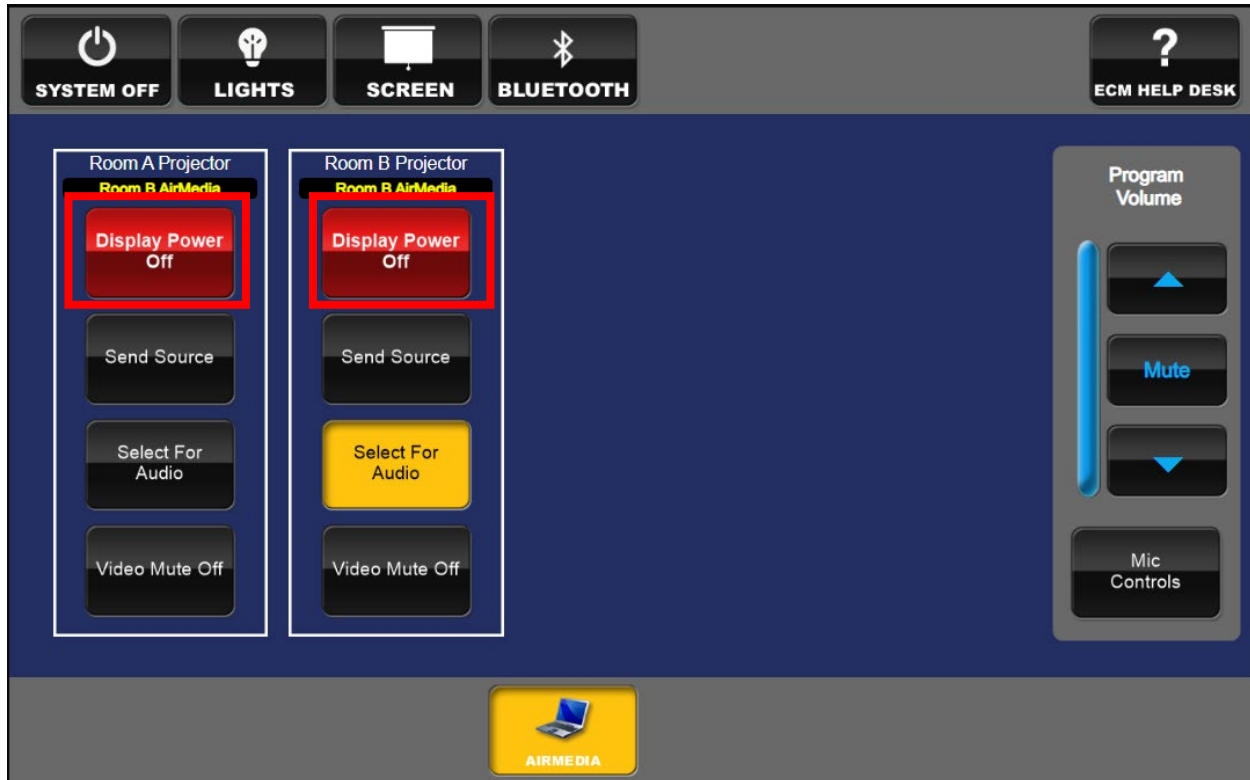 SYSTEM OFF
LIGHTS
SCREEN
BLUETOOTH
?
ECM HELP DESK
Room A Projector
Room B AirMedia
Display Power
Off
Send Source
Select For
Audio
Video Mute Off
Room B Projector
Room B AirMedia
Display Power
Off
Send Source
Select For
Audio
Video Mute Off
Program
Volume
Mute
Mic
Controls
AIRMEDIA